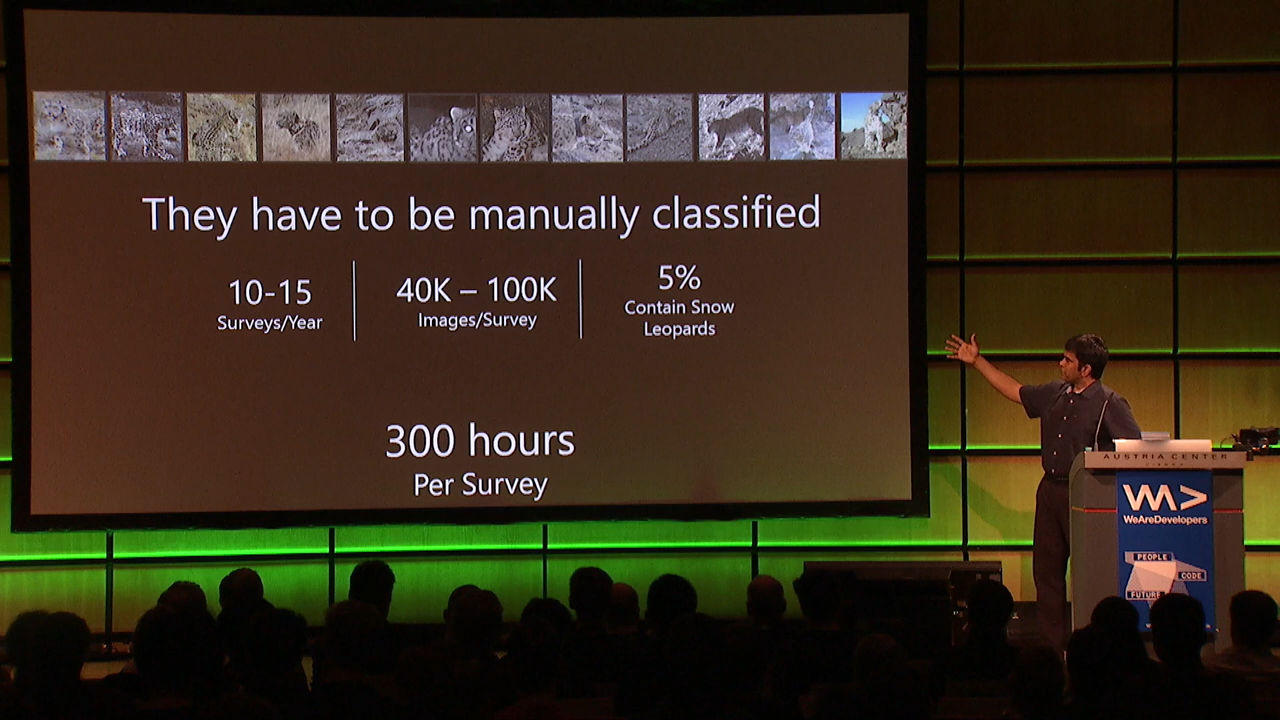 They have to be manually classified
10-15
Surveys/Year
40K – 100K
Images/Survey
5%
Contain Snow
Leopards
300 hours
Per Survey
AUSTRIA CENTER
WeAreDevelopers
PEOPLE
CODE
FUTURE